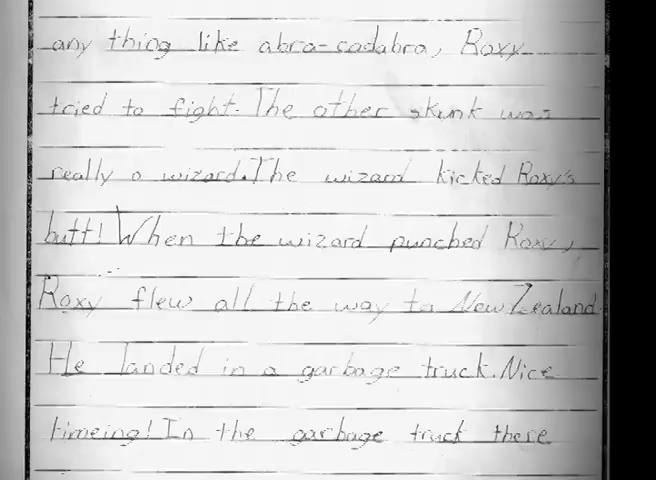 any thing like abra-cadabra, Roxy
tried to fight. The other skunk was
really a wizard. The wizard kicked Roxy's
butt! When the wizard punched Roxy,
Roxy flew all the way to New Zealand.
He landed in a garbage truck. Nice
timeing! In the garbage truck there